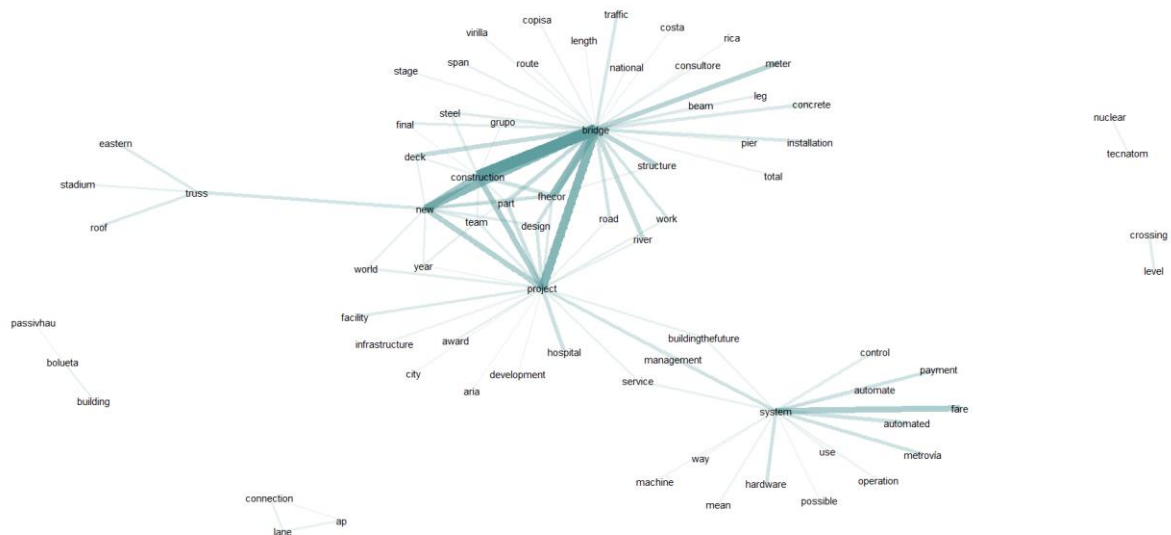 traffic
copisa
costa
virilla
length
rica
span
route
national
consultore
meter
stage
beam
leg
concrete
steel
final
grupo
bridge
nuclear
pier
installation
eastern
deck
structure
tecnatom
construction
total
stadium
truss
part
fhecor
new
team
design
road
work
roof
river
crossing
world
year
level
project
facility
passivhau
infrastructure
award
buildingthefuture
hospital
management
control
bolueta
city
development
service
payment
aria
automate
building
system
fare
automated
use
metrovía
way
machine
hardware
operation
connection
mean
possible
ap
lane